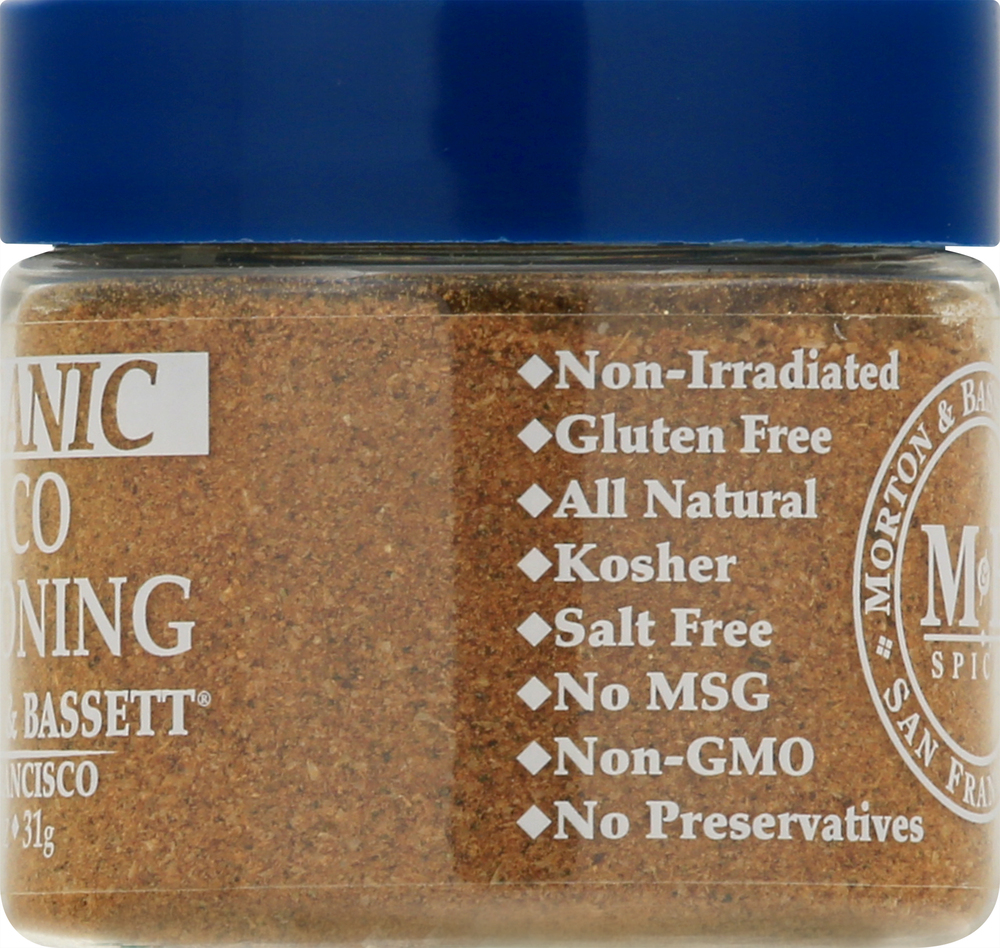 ANIC
CO
ONING
& BASSETT®
ANCISCO
31g
◆Non-Irradiated
◆Gluten Free
◆All Natural
◆Kosher
◆Salt Free
◆No MSG
◆Non-GMO
◆No Preservatives
MORTON & BAS
M&
SPIC
SAN FRAN